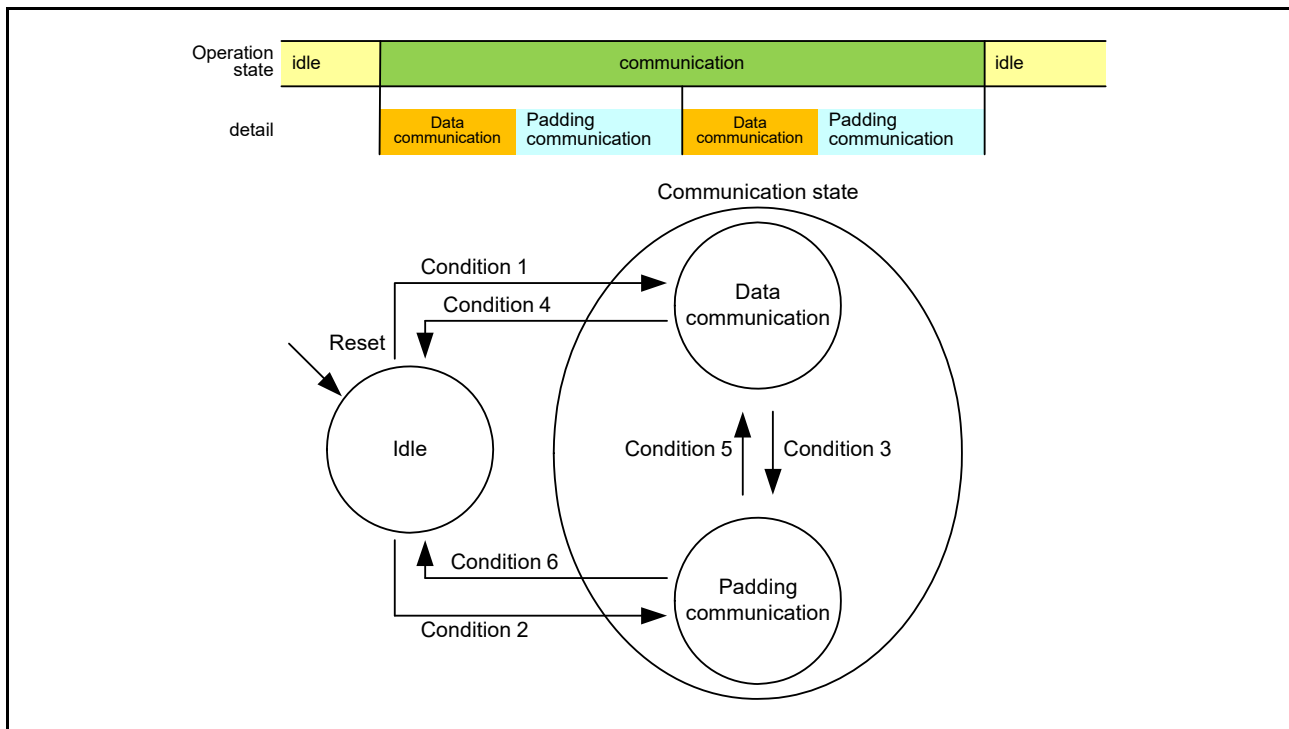 Operation
state
idle
communication
idle
detail
Data
communication
Padding
communication
Data
communication
Padding
communication
Communication state
Condition 1
Condition 4
Data
communication
Reset
Idle
Condition 5
Condition 3
Condition 6
Padding
communication
Condition 2